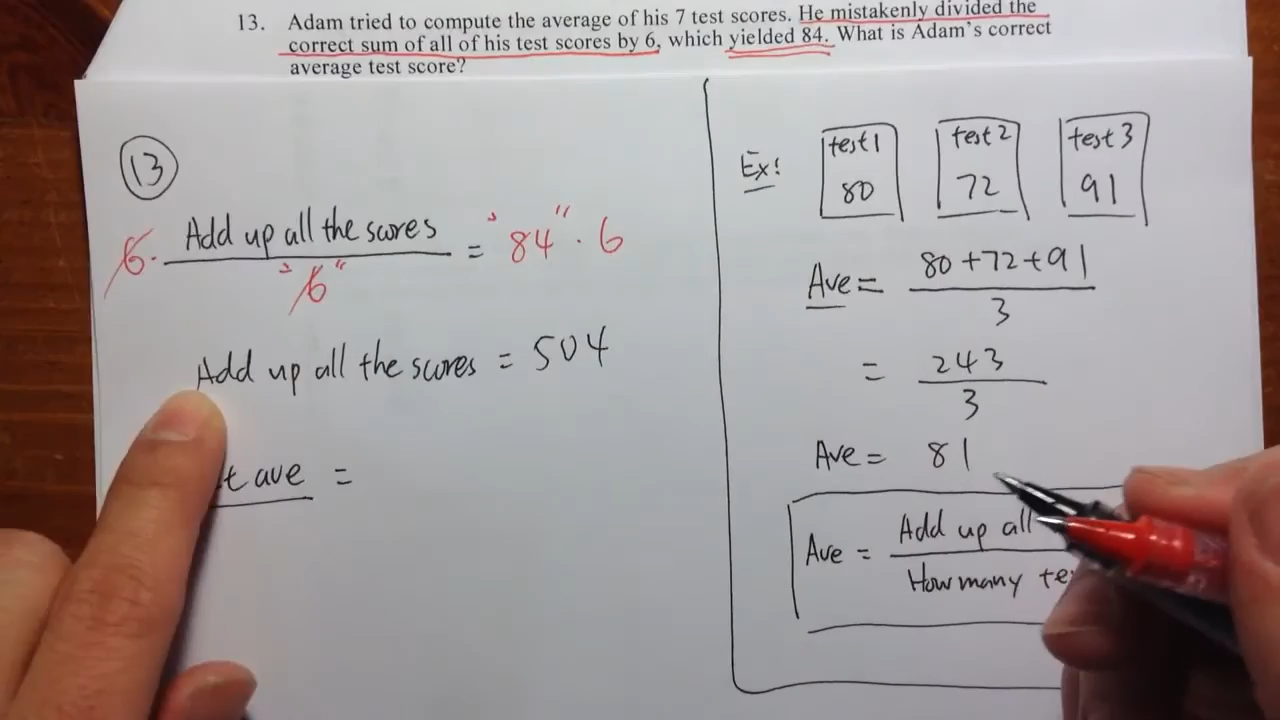 13. Adam tried to compute the average of his 7 test scores. He mistakenly divided the
correct sum of all of his test scores by 6, which yielded 84. What is Adam's correct
average test score?
13
6. Add up all the scores = "84" . 6
"6"
Add up all the scores = 504
t ave =
Ex:
test 1
80
test 2
72
test 3
91
Ave = 80+72+91
3
= 243
3
Ave = 81
Ave = Add up all
How many